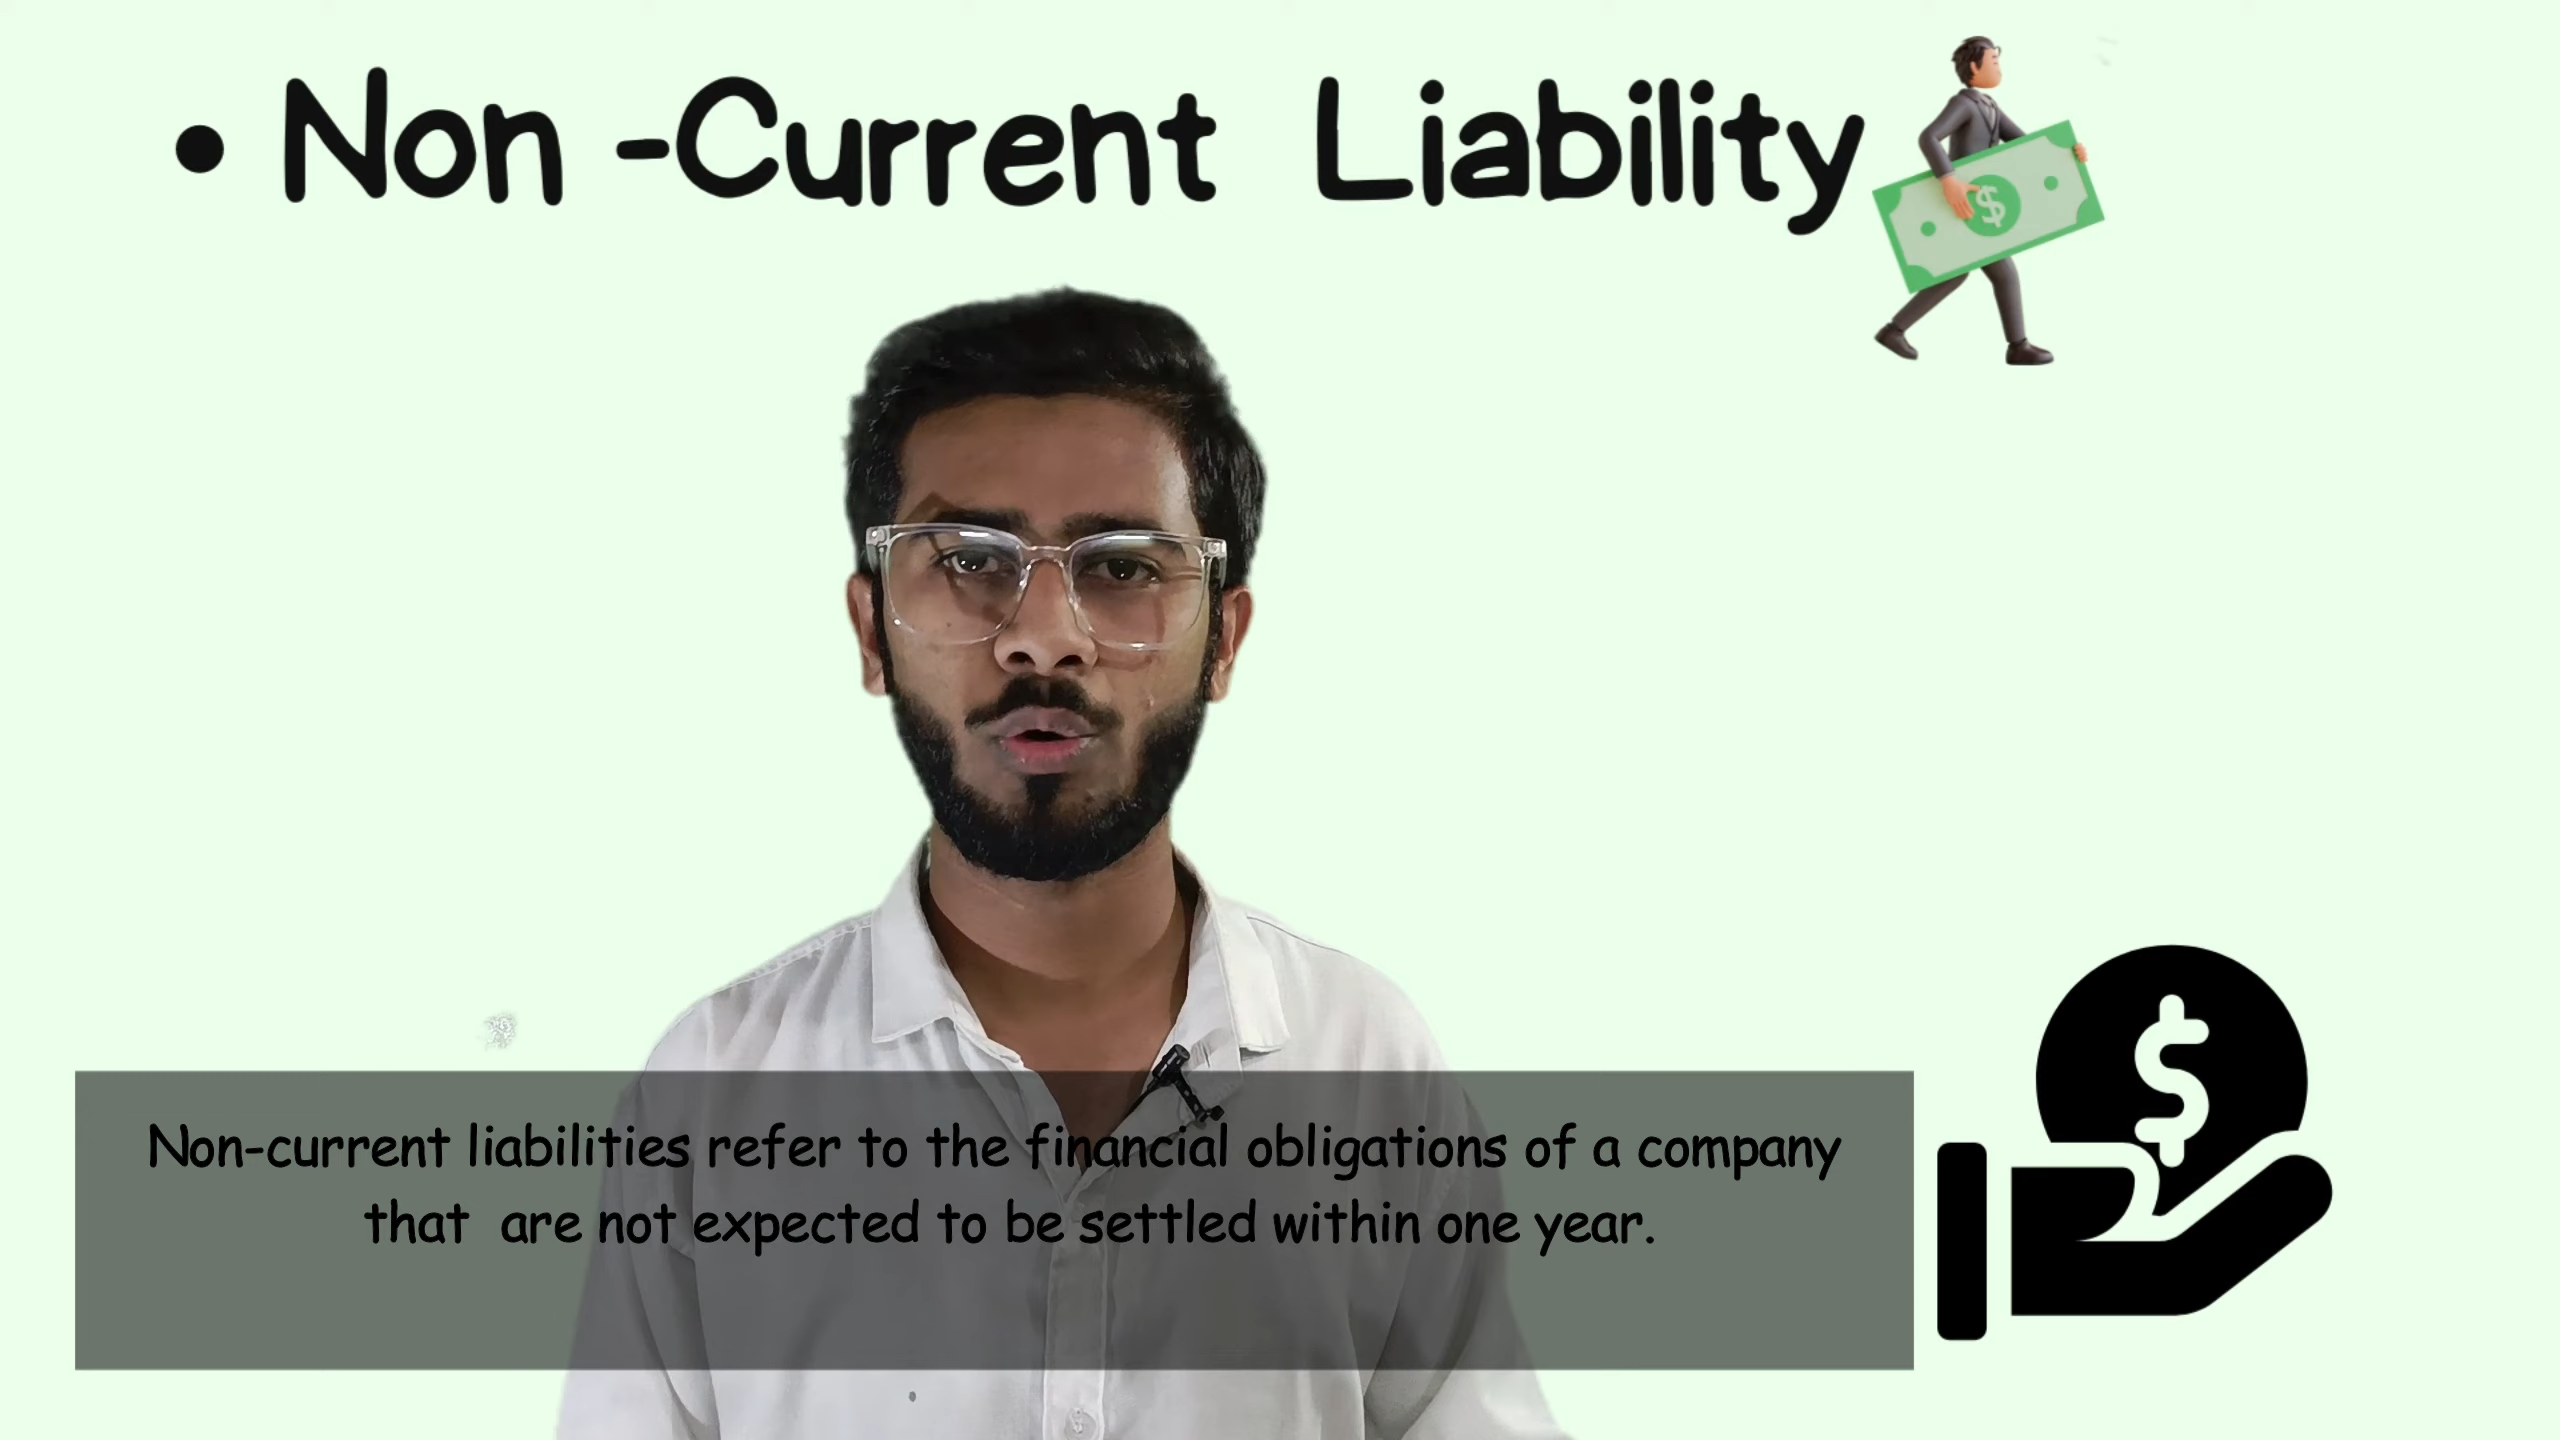 • Non -Current Liability
$
Non-current liabilities refer to the financial obligations of a company
that are not expected to be settled within one year.
$